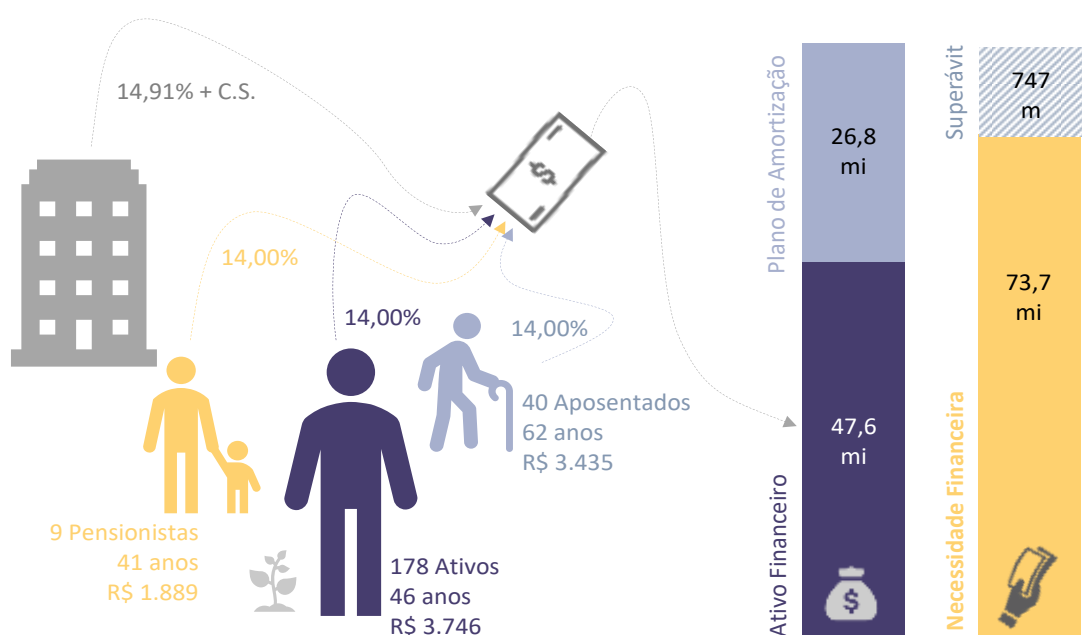 14,91% + C.S.
14,00%
14,00%
14,00%
9 Pensionistas
41 anos
R$ 1.889
178 Ativos
46 anos
R$ 3.746
40 Aposentados
62 anos
R$ 3.435
$
Plano de Amortização
26,8
mi
Ativo Financeiro
47,6
mi
$
Superávit
747
m
Necessidade Financeira
73,7
mi